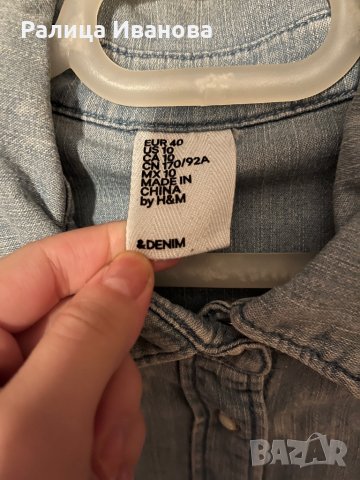 Ралица Иванова
EUR 40
US 10
CA 10
CN 170/92A
MX 10
MADE IN
CHINA
by H&M
&DENIM
BAZAR